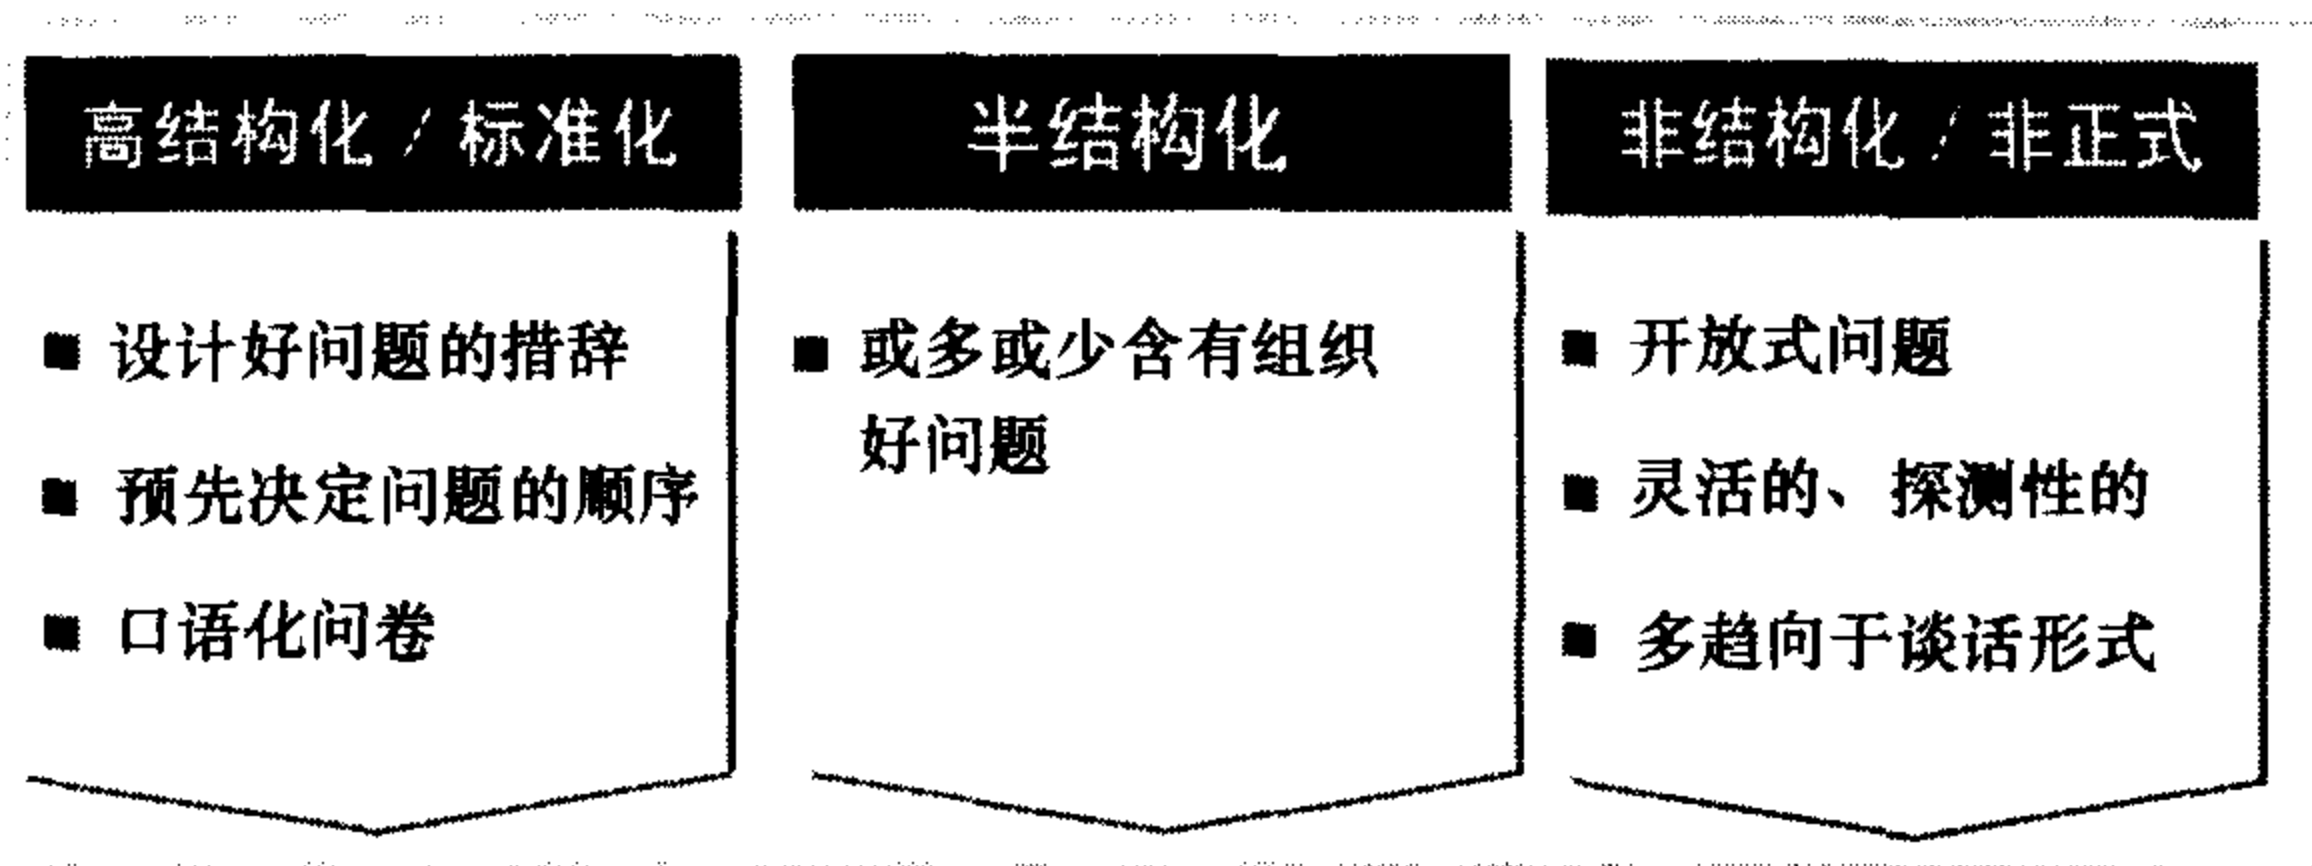 高结构化 / 标准化
■ 设计好问题的措辞
■ 预先决定问题的顺序
■ 口语化问卷
半结构化
■ 或多或少含有组织
好问题
非结构化 / 非正式
■ 开放式问题
■ 灵活的、探测性的
■ 多趋向于谈话形式